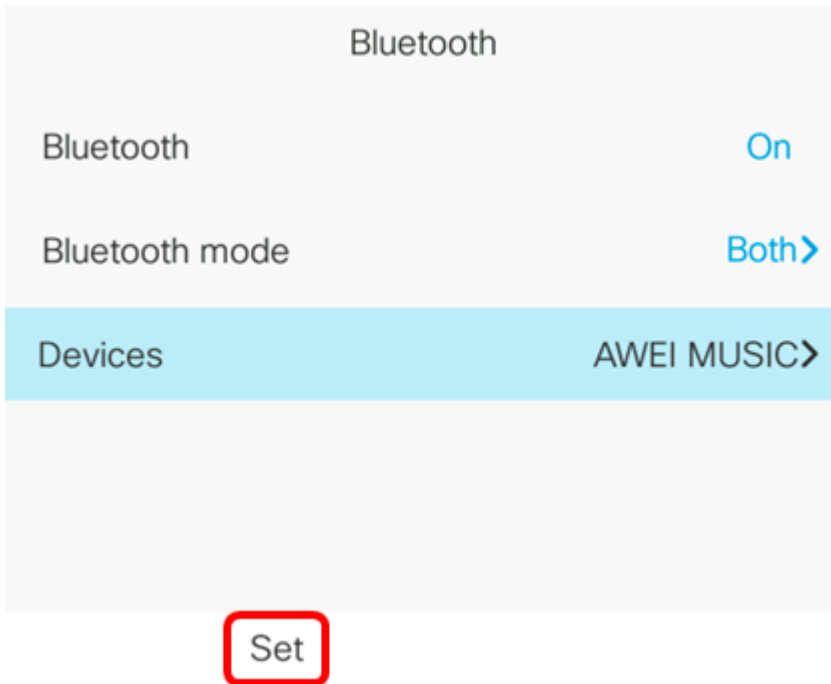 Bluetooth
Bluetooth On
Bluetooth mode Both>
Devices AWEI MUSIC>
Set